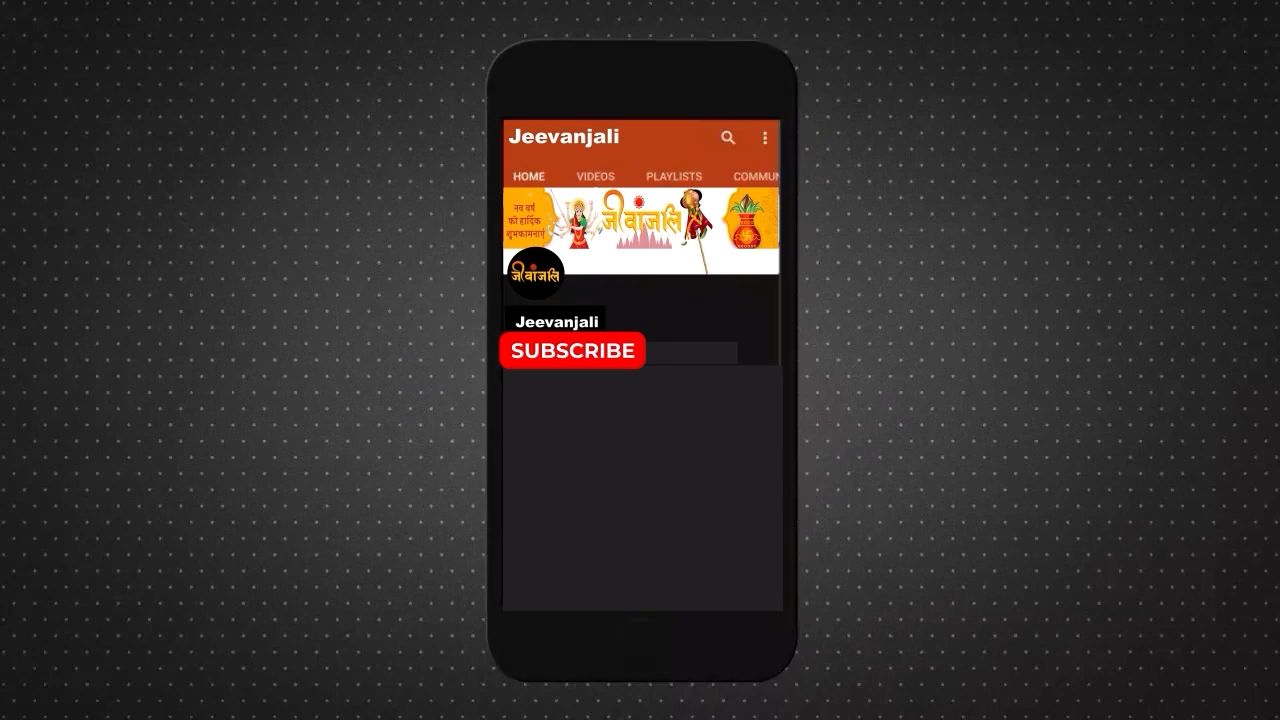 Jeevanjali
HOME VIDEOS PLAYLISTS COMMUN
नव वर्ष
की हार्दिक
शुभकामनाएं
जीवांजलि
जीवांजलि
Jeevanjali
SUBSCRIBE